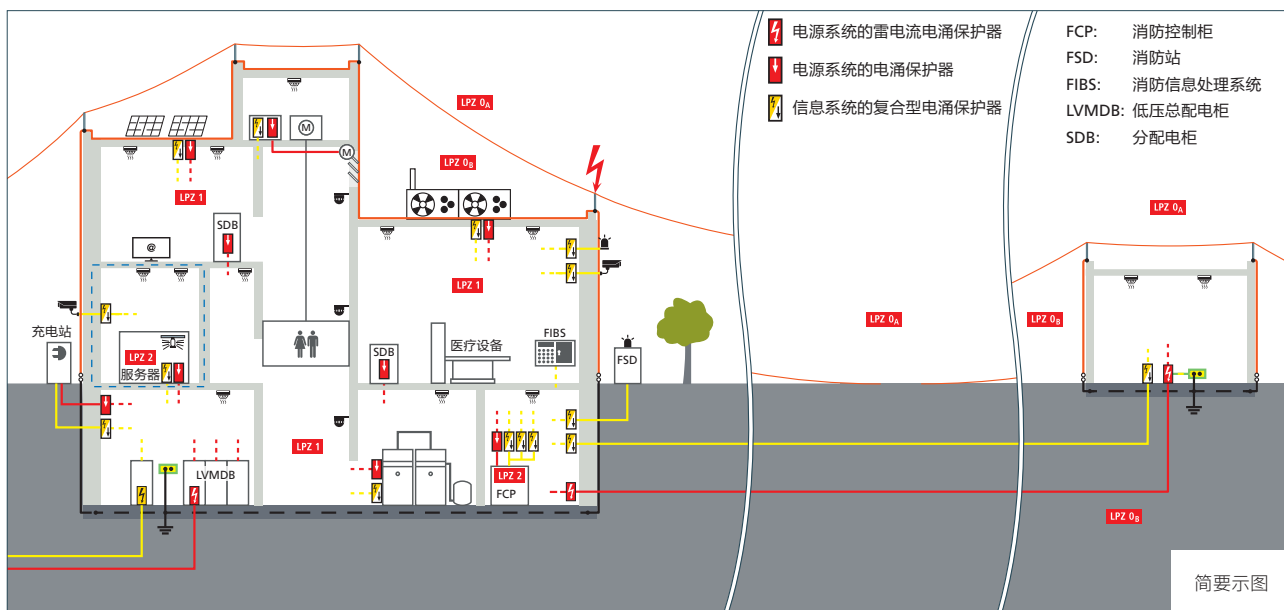 电源系统的雷电流电涌保护器
电源系统的电涌保护器
信息系统的复合型电涌保护器
FCP: 消防控制柜
FSD: 消防站
FIBS: 消防信息处理系统
LVMDB: 低压总配电柜
SDB: 分配电柜
LPZ 0A
M
M
LPZ 0B
LPZ 1
SDB
@
LPZ 1
LPZ 0A
LPZ 0A
LPZ 0B
充电站
LPZ 2
服务器
SDB
医疗设备
FIBS
FSD
LPZ 1
LVMDB
LPZ 2
FCP
LPZ 0B
简要示图